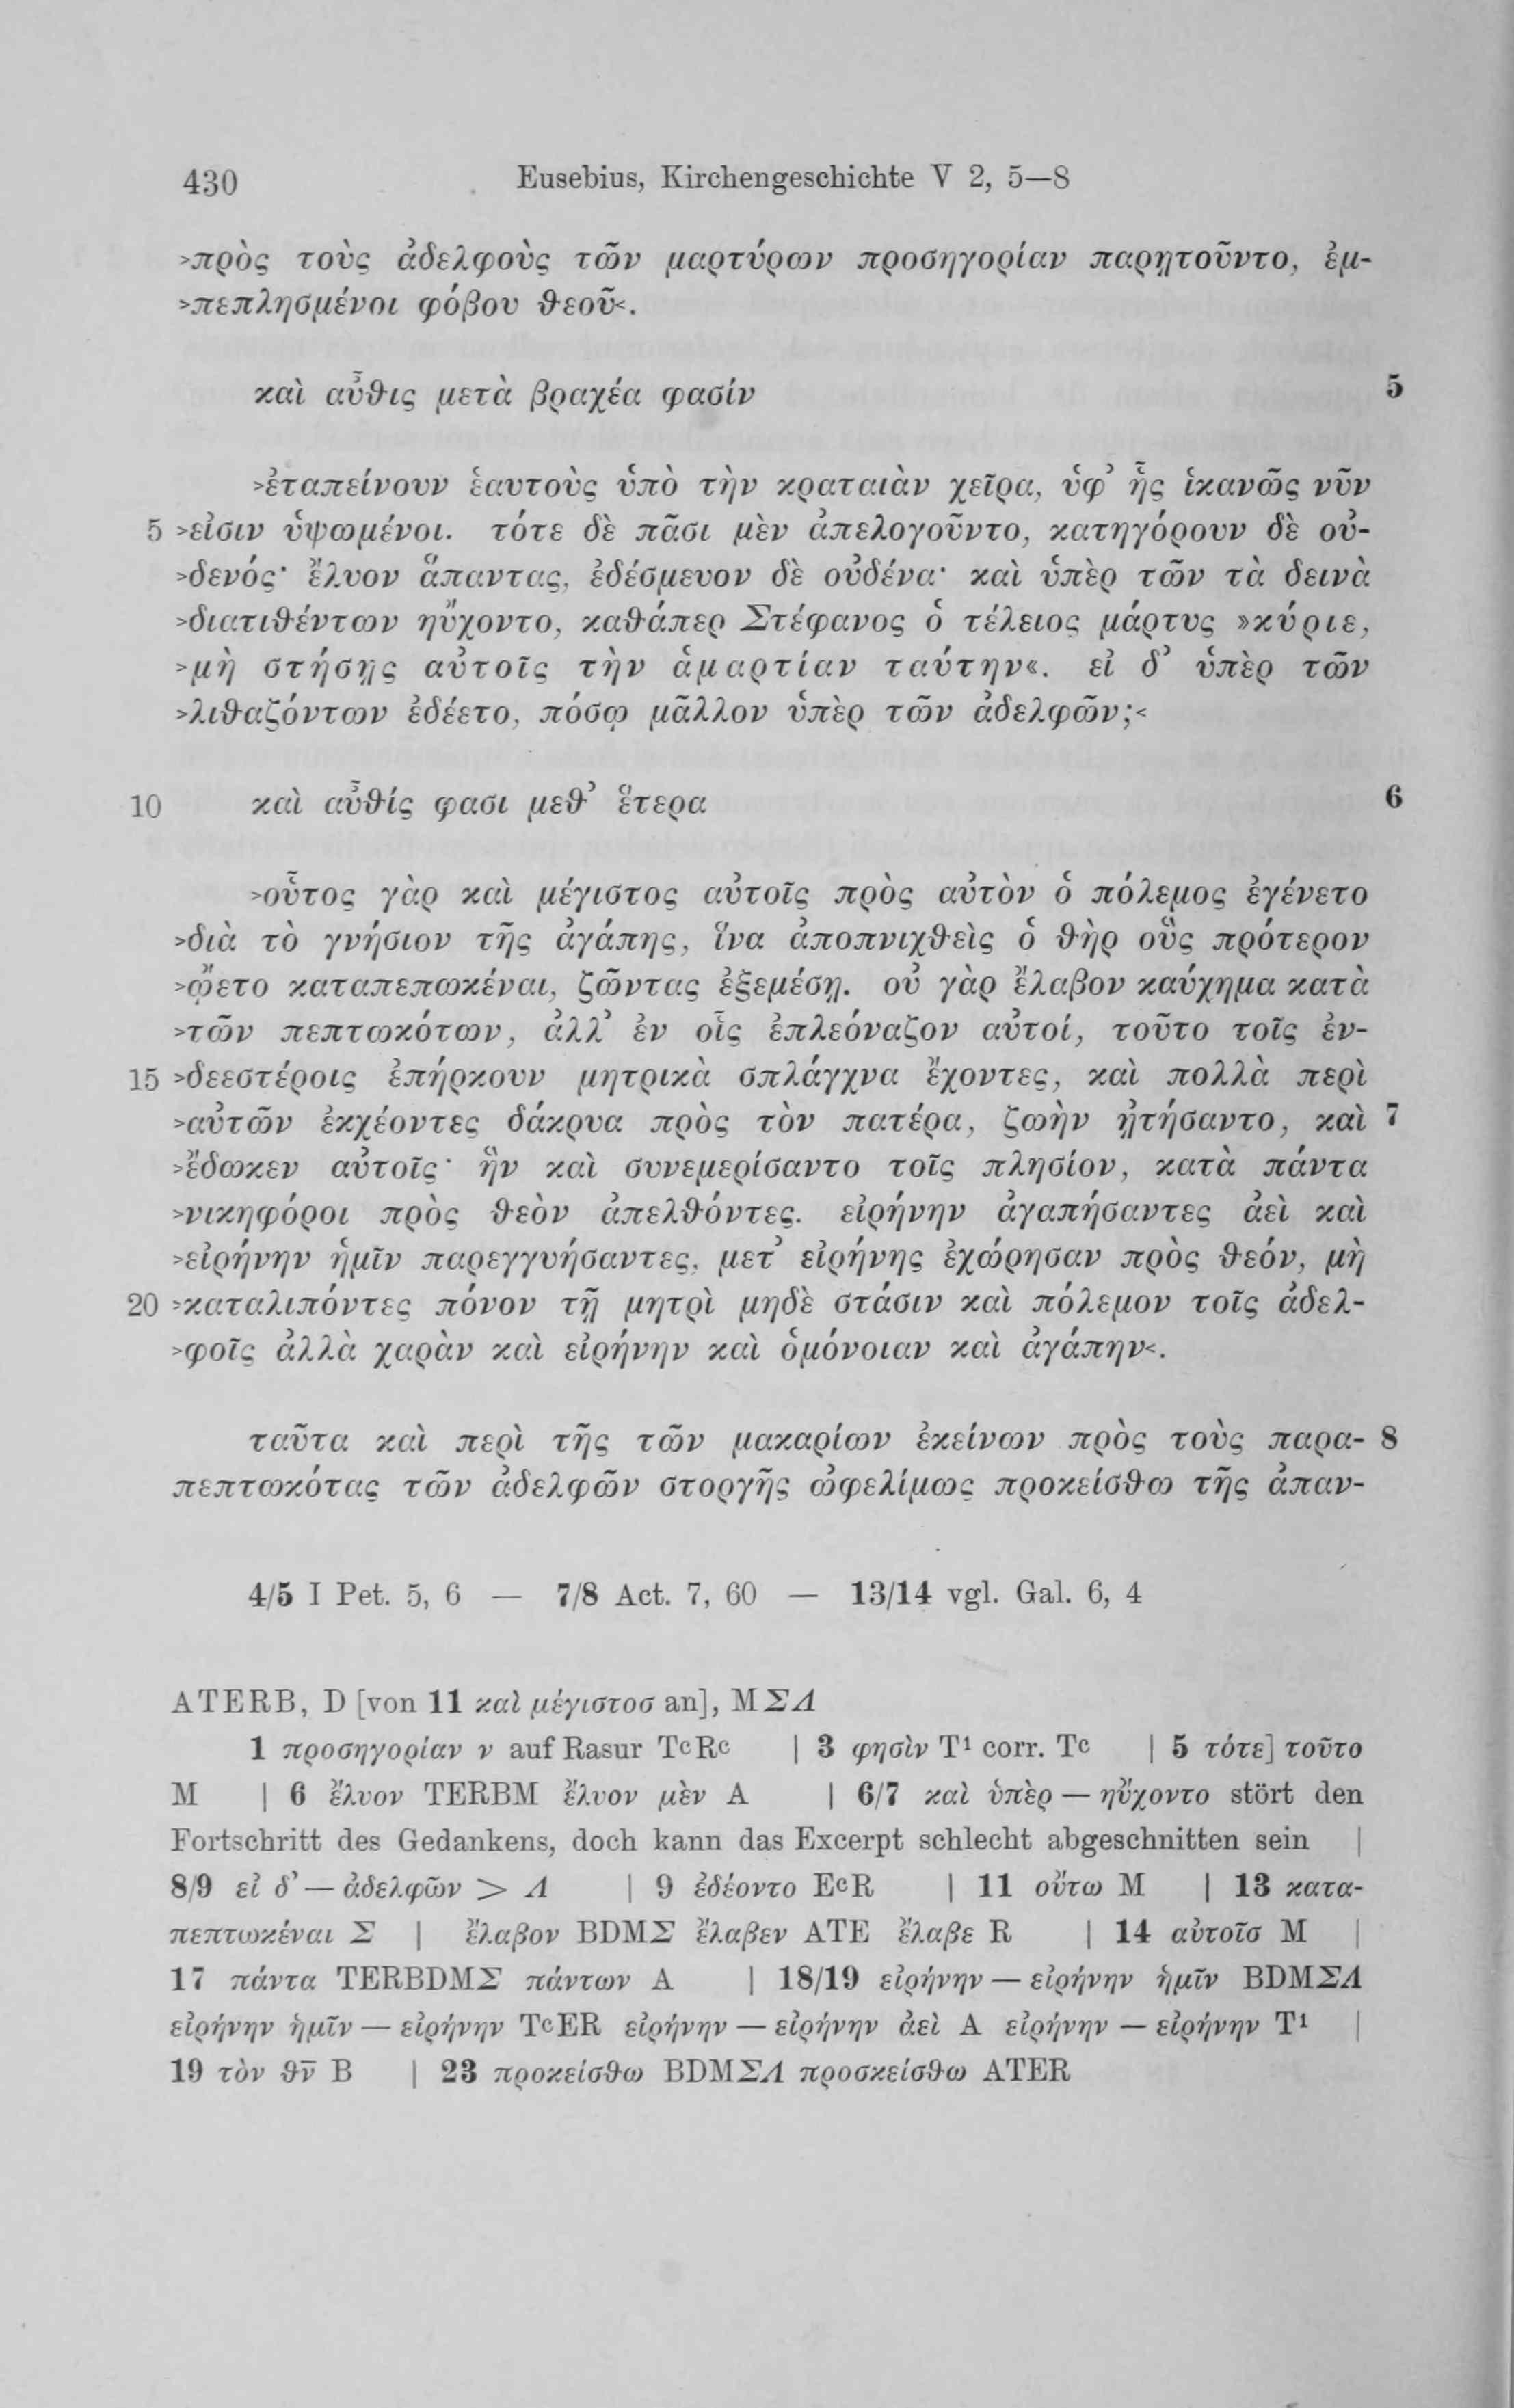 430 Eusebius, Kirchengeschichte V 2, 5—8
>πρὸς τοὺς ἀδελφοὺς τῶν μαρτύρων προσηγορίαν παρῃτοῦντο, ἐμ-
>πεπλησμένοι φόβου θεοῦ<.
καὶ αὖθις μετὰ βραχέα φασίν 5
>ἐταπείνουν ἑαυτοὺς ὑπὸ τὴν κραταιὰν χεῖρα, ὑφ’ ἧς ἱκανῶς νῦν
5 >εἰσιν ὑψωμένοι. τότε δὲ πᾶσι μὲν ἀπελογοῦντο, κατηγόρουν δὲ οὐ-
>δενός· ἔλυον ἅπαντας, ἐδέσμευον δὲ οὐδένα· καὶ ὑπὲρ τῶν τὰ δεινὰ
>διατιθέντων ηὔχοντο, καθάπερ Στέφανος ὁ τέλειος μάρτυς »κύριε,
>μὴ στήσῃς αὐτοῖς τὴν ἁμαρτίαν ταύτην«. εἰ δ’ ὑπὲρ τῶν
>λιθαζόντων ἐδέετο, πόσῳ μᾶλλον ὑπὲρ τῶν ἀδελφῶν;<
10 καὶ αὖθίς φασι μεθ’ ἕτερα 6
>οὗτος γὰρ καὶ μέγιστος αὐτοῖς πρὸς αὐτὸν ὁ πόλεμος ἐγένετο
>διὰ τὸ γνήσιον τῆς ἀγάπης, ἵνα ἀποπνιχθεὶς ὁ θὴρ οὓς πρότερον
>ᾤετο καταπεπωκέναι, ζῶντας ἐξεμέσῃ. οὐ γὰρ ἔλαβον καύχημα κατὰ
>τῶν πεπτωκότων, ἀλλ’ ἐν οἷς ἐπλεόναζον αὐτοί, τοῦτο τοῖς ἐν-
15 >δεεστέροις ἐπήρκουν μητρικὰ σπλάγχνα ἔχοντες, καὶ πολλὰ περὶ
>αὐτῶν ἐκχέοντες δάκρυα πρὸς τὸν πατέρα, ζωὴν ᾐτήσαντο, καὶ 7
>ἔδωκεν αὐτοῖς· ἣν καὶ συνεμερίσαντο τοῖς πλησίον, κατὰ πάντα
>νικηφόροι πρὸς θεὸν ἀπελθόντες. εἰρήνην ἀγαπήσαντες ἀεὶ καὶ
>εἰρήνην ἡμῖν παρεγγυήσαντες, μετ’ εἰρήνης ἐχώρησαν πρὸς θεόν, μὴ
20 >καταλιπόντες πόνον τῇ μητρὶ μηδὲ στάσιν καὶ πόλεμον τοῖς ἀδελ-
>φοῖς ἀλλὰ χαρὰν καὶ εἰρήνην καὶ ὁμόνοιαν καὶ ἀγάπην<.
ταῦτα καὶ περὶ τῆς τῶν μακαρίων ἐκείνων πρὸς τοὺς παρα- 8
πεπτωκότας τῶν ἀδελφῶν στοργῆς ὠφελίμως προκείσθω τῆς ἀπαν-
4/5 I Pet. 5, 6 — 7/8 Act. 7, 60 — 13/14 vgl. Gal. 6, 4
ATERB, D [von 11 καὶ μέγιστοσ an], MΣΛ
1 προσηγορίαν ν auf Rasur TᶜRᶜ | 3 φησὶν T¹ corr. Tᶜ | 5 τότε] τοῦτο
M | 6 ἔλυον TERBM ἔλυον μὲν A | 6/7 καὶ ὑπὲρ — ηὔχοντο stört den
Fortschritt des Gedankens, doch kann das Excerpt schlecht abgeschnitten sein |
8/9 εἰ δ’ — ἀδελφῶν > Λ | 9 ἐδέοντο EᶜR | 11 οὕτω M | 13 κατα-
πεπτωκέναι Σ | ἔλαβον BDMΣ ἔλαβεν ATE ἔλαβε R | 14 αὐτοῖσ M |
17 πάντα TERBDMΣ πάντων A | 18/19 εἰρήνην — εἰρήνην ἡμῖν BDMΣΛ
εἰρήνην ἡμῖν — εἰρήνην TᶜER εἰρήνην — εἰρήνην ἀεὶ A εἰρήνην — εἰρήνην T¹ |
19 τὸν θν̄ B | 23 προκείσθω BDMΣΛ προσκείσθω ATER